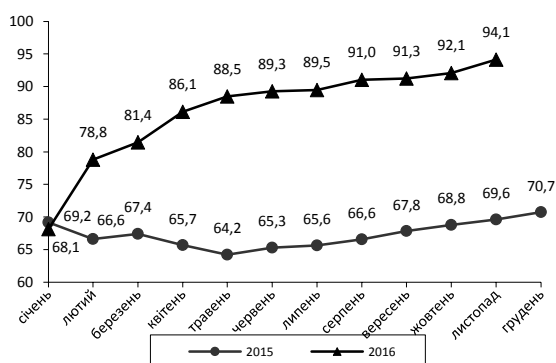 100
95
90
85
80
75
70
65
60
94,1
92,1
91,3
91,0
89,5
89,3
88,5
86,1
81,4
78,8
70,7
69,2 66,6 67,4 65,7 64,2 65,3 65,6 66,6 67,8 68,8 69,6
68,1
січень
лютий
березень
квітень
травень
червень
липень
серпень
вересень
жовтень
листопад
грудень
2015 2016